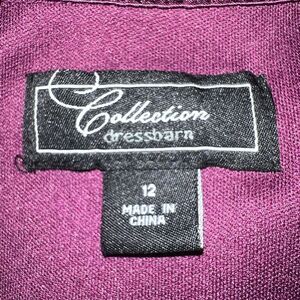 Collection
dressbarn
12
MADE IN
CHINA